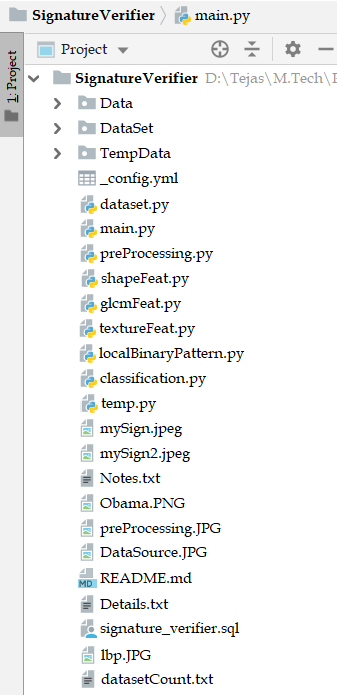 SignatureVerifier main.py
1: Project
Project
SignatureVerifier D:\Tejas\M.Tech\
Data
DataSet
TempData
_config.yml
dataset.py
main.py
preProcessing.py
shapeFeat.py
glcmFeat.py
textureFeat.py
localBinaryPattern.py
classification.py
temp.py
mySign.jpeg
mySign2.jpeg
Notes.txt
Obama.PNG
preProcessing.JPG
DataSource.JPG
MD README.md
Details.txt
signature_verifier.sql
lbp.JPG
datasetCount.txt